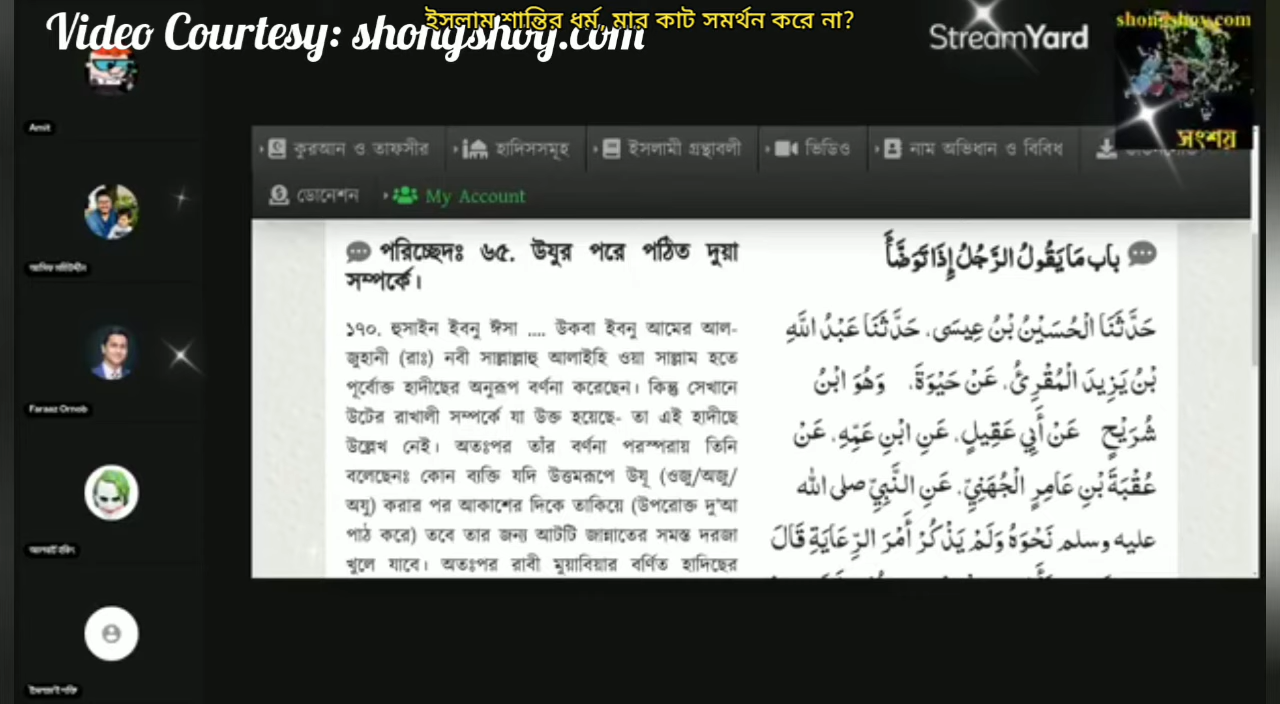 ইসলাম শান্তির ধর্ম, মার কাট সমর্থন করে না?
Video Courtesy: shongshoy.com
StreamYard
shongshoy.com
সংশয়
Amit
Faraaz Ornob
কুরআন ও তাফসীর
হাদিসসমূহ
ইসলামী গ্রন্থাবলী
ভিডিও
নাম অভিধান ও বিবিধ
ডোনেশন
My Account
পরিচ্ছেদঃ ৬৫. উযুর পরে পঠিত দুয়া
সম্পর্কে।
১৭০. হুসাইন ইবনু ঈসা .... উকবা ইবনু আমের আল-
জুহানী (রাঃ) নবী সাল্লাল্লাহু আলাইহি ওয়া সাল্লাম হতে
পূর্বোক্ত হাদীছের অনুরূপ বর্ণনা করেছেন। কিন্তু সেখানে
উটের রাখালী সম্পর্কে যা উক্ত হয়েছে- তা এই হাদীছে
উল্লেখ নেই। অতঃপর তাঁর বর্ণনা পরস্পরায় তিনি
বলেছেনঃ কোন ব্যক্তি যদি উত্তমরূপে উযূ (ওজু/অজু/
অযু) করার পর আকাশের দিকে তাকিয়ে (উপরোক্ত দু'আ
পাঠ করে) তবে তার জন্য আটটি জান্নাতের সমস্ত দরজা
খুলে যাবে। অতঃপর রাবী মুয়াবিয়ার বর্ণিত হাদিছের
باب مَا يَقُولُ الرَّجُلُ إِذَا تَوَضَّأَ
حَدَّثَنَا الْحُسَيْنُ بْنُ عِيسَى، حَدَّثَنَا عَبْدُ اللَّهِ
بْنُ يَزِيدَ الْمُقْرِئُ، عَنْ حَيْوَةَ، وَهُوَ ابْنُ
شُرَيْحٍ عَنْ أَبِي عَقِيلٍ، عَنِ ابْنِ عَمِّهِ، عَنْ
عُقْبَةَ بْنِ عَامِرٍ الْجُهَنِيِّ، عَنِ النَّبِيِّ صلى الله
عليه وسلم نَحْوَهُ وَلَمْ يَذْكُرْ أَمْرَ الرِّعَايَةِ قَالَ